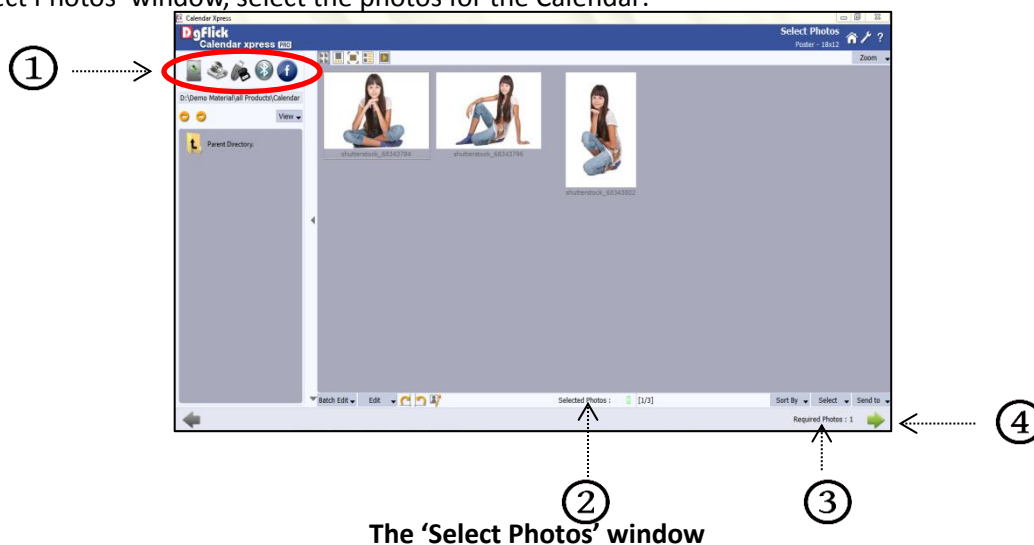 ect Photos' window, select the photos for the Calendar.
Calendar Xpress
DgFlick
Calendar xpress PRO
Select Photos
Poster - 18x12
?
Zoom
1
f
D:\Demo Material\all Products\Calendar
View
Parent Directory.
shutterstock_68343784
shutterstock_68343796
shutterstock_68343802
Batch Edit
Edit
Selected Photos :
[1/3]
Sort By
Select
Send to
Required Photos : 1
4
2
3
The 'Select Photos' window